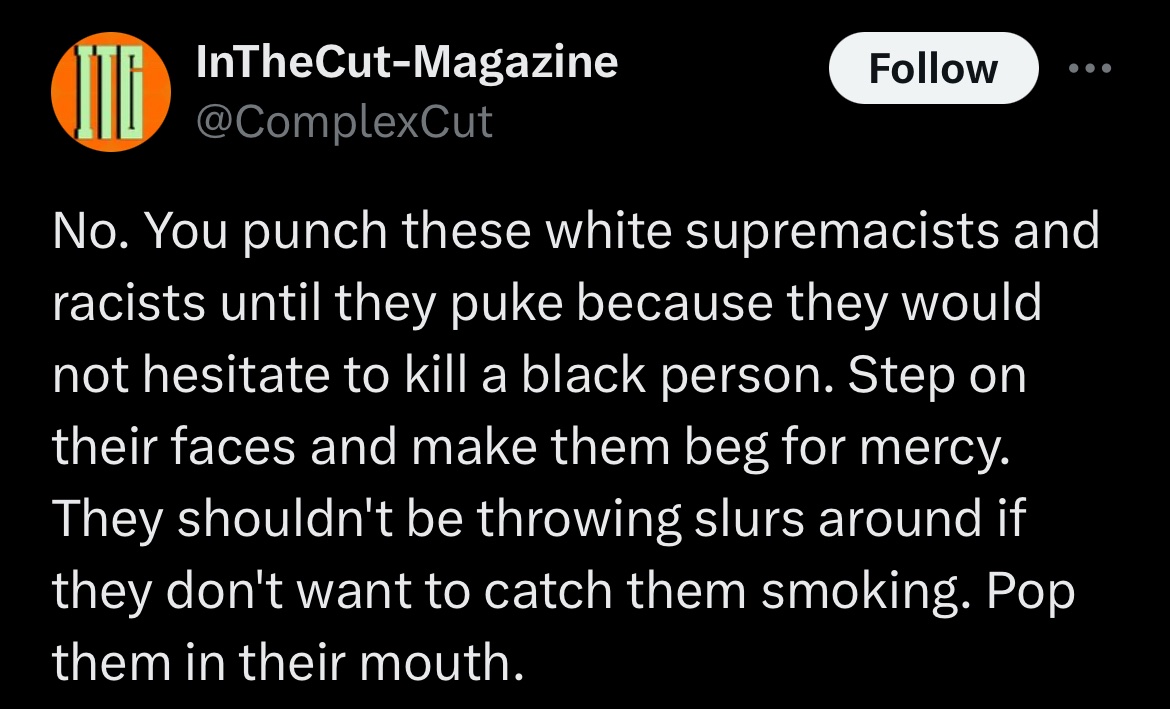 ITC
InTheCut-Magazine
@ComplexCut
Follow
No. You punch these white supremacists and
racists until they puke because they would
not hesitate to kill a black person. Step on
their faces and make them beg for mercy.
They shouldn't be throwing slurs around if
they don't want to catch them smoking. Pop
them in their mouth.